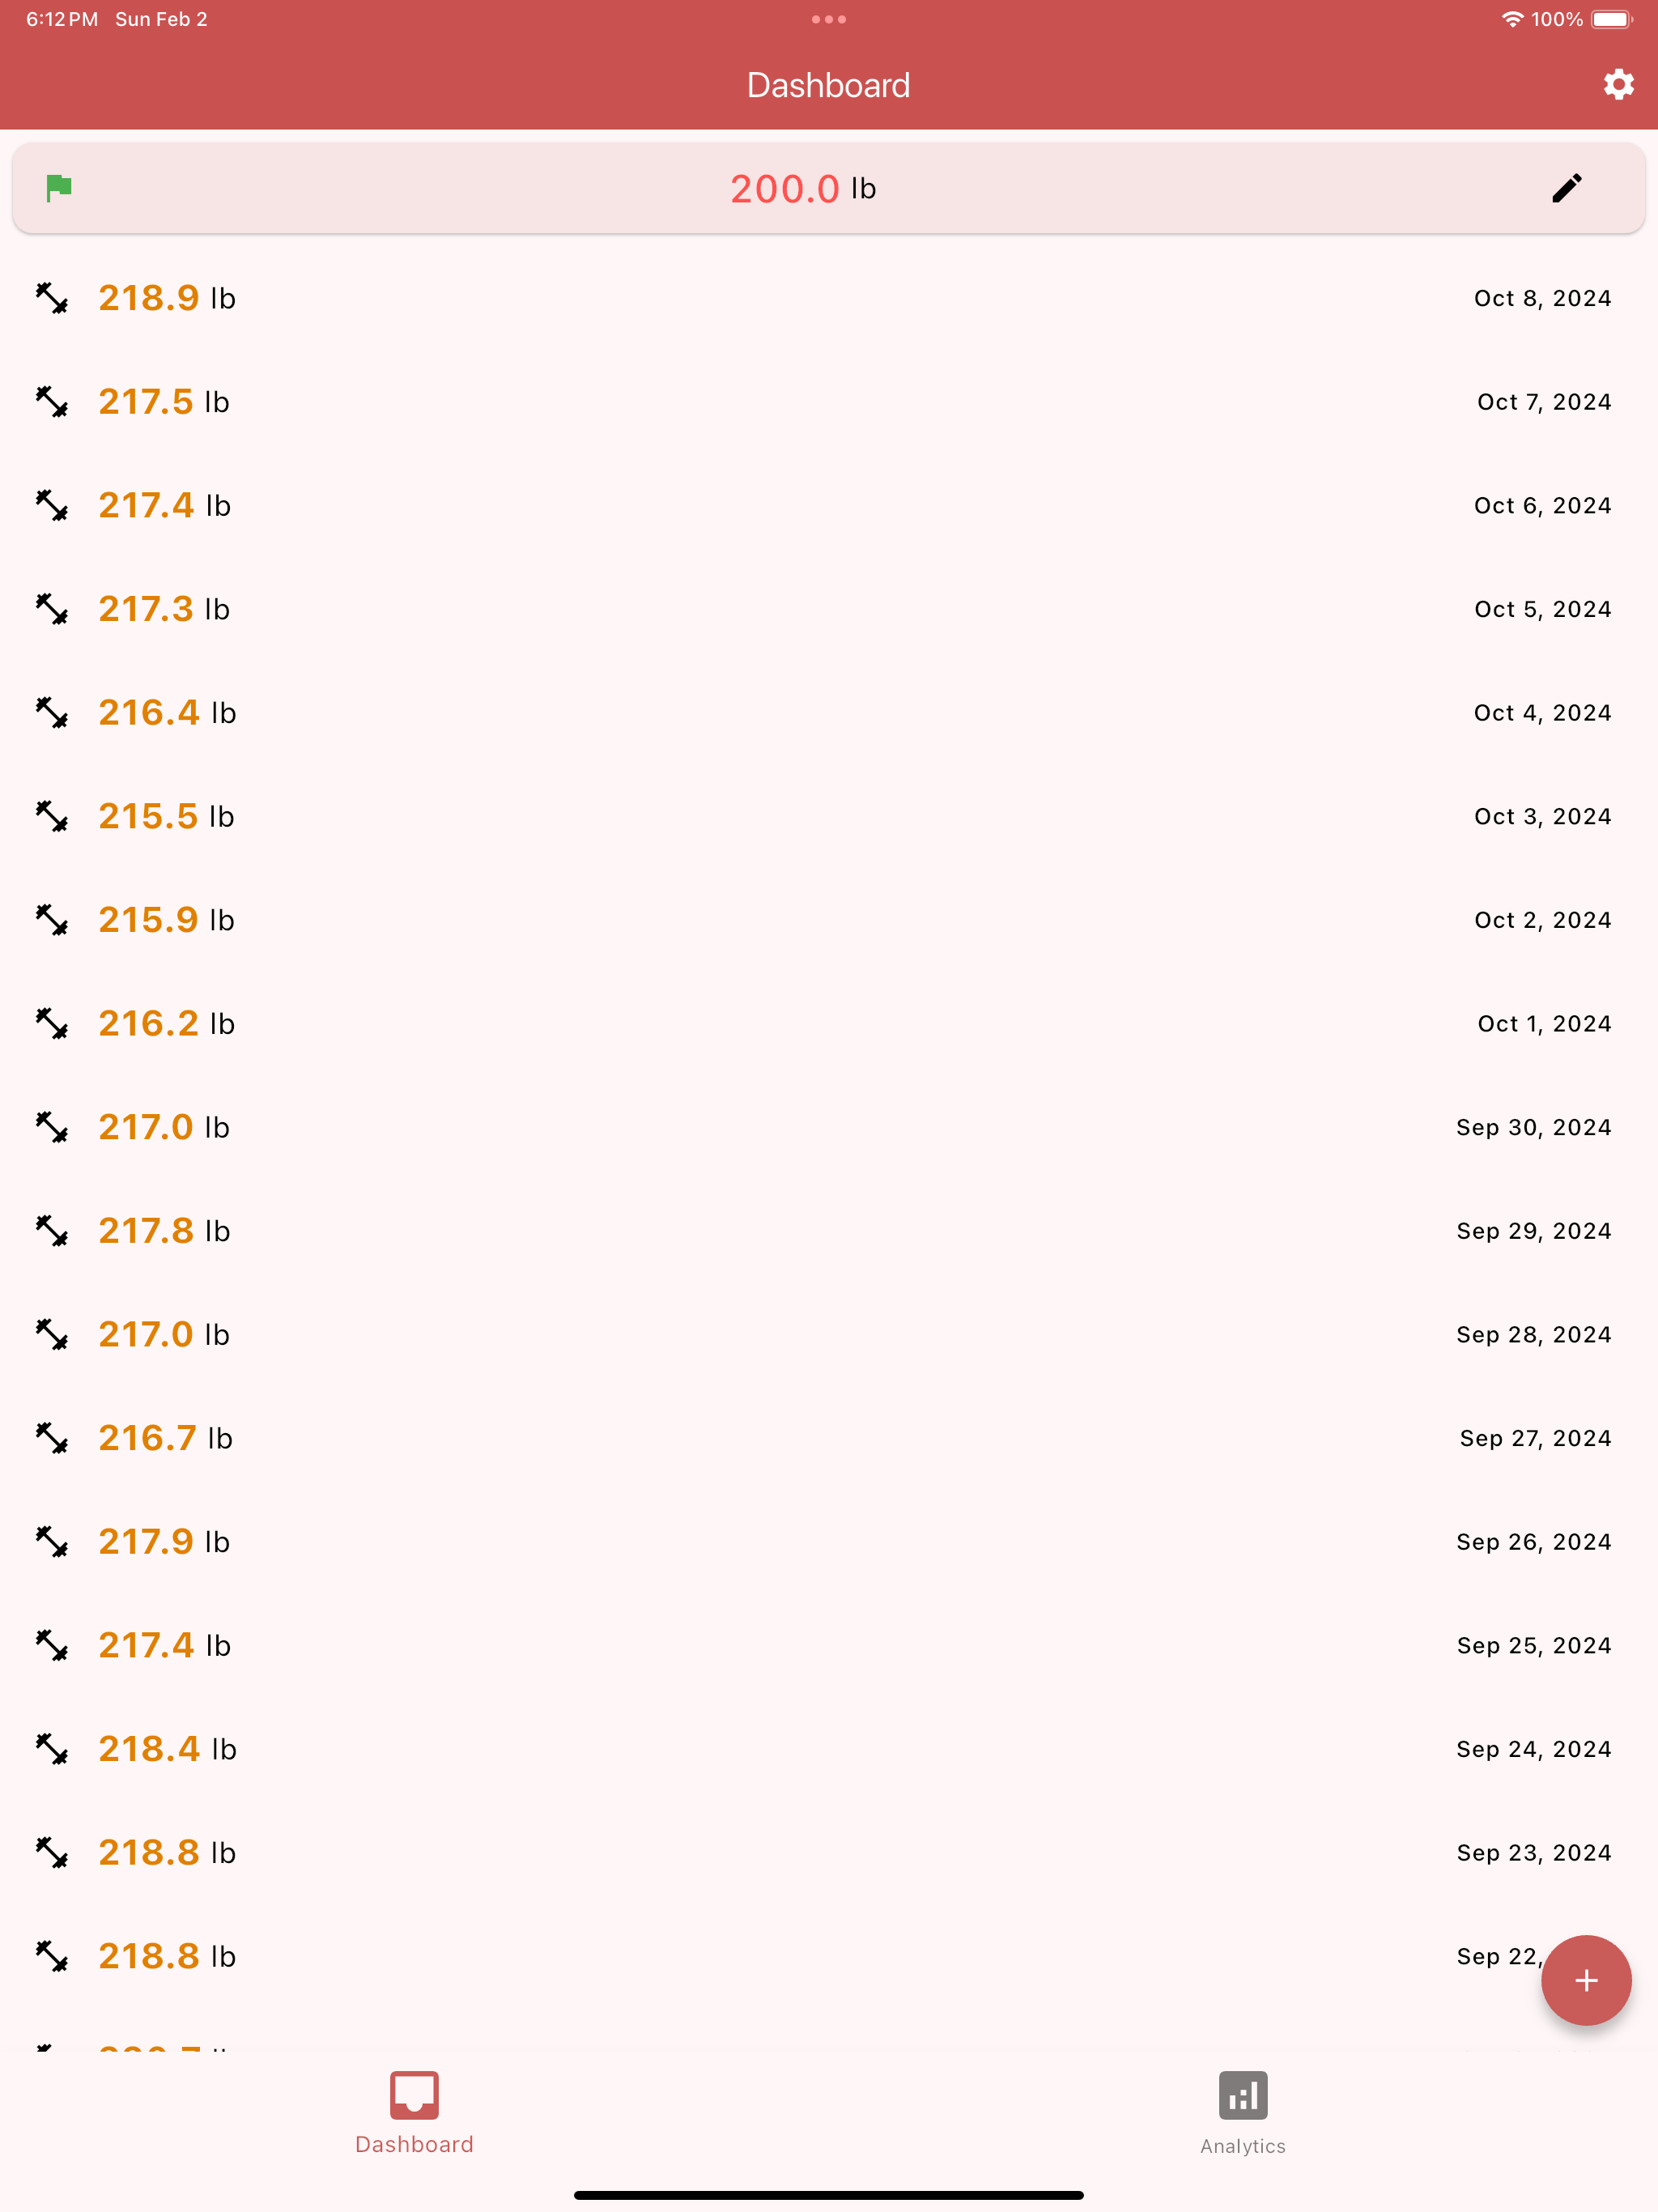 6:12 PM Sun Feb 2 100%
Dashboard
200.0 lb
218.9 lb Oct 8, 2024
217.5 lb Oct 7, 2024
217.4 lb Oct 6, 2024
217.3 lb Oct 5, 2024
216.4 lb Oct 4, 2024
215.5 lb Oct 3, 2024
215.9 lb Oct 2, 2024
216.2 lb Oct 1, 2024
217.0 lb Sep 30, 2024
217.8 lb Sep 29, 2024
217.0 lb Sep 28, 2024
216.7 lb Sep 27, 2024
217.9 lb Sep 26, 2024
217.4 lb Sep 25, 2024
218.4 lb Sep 24, 2024
218.8 lb Sep 23, 2024
218.8 lb Sep 22,
Dashboard Analytics